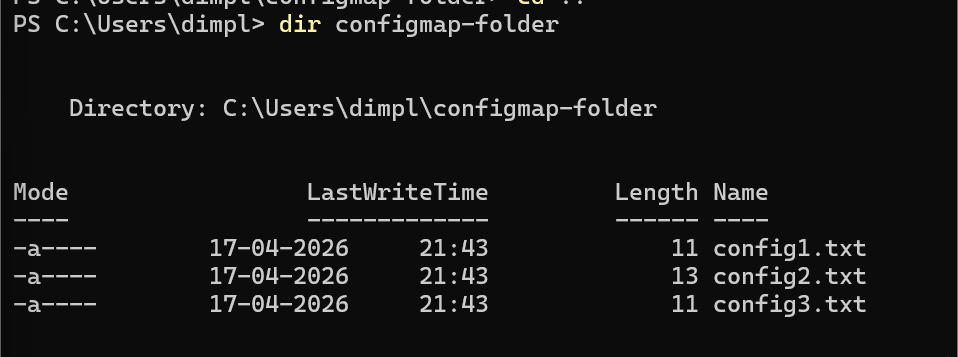 PS C:\Users\dimpl> dir configmap-folder
Directory: C:\Users\dimpl\configmap-folder
Mode LastWriteTime Length Name
---- ------------- ------ ----
-a---- 17-04-2026 21:43 11 config1.txt
-a---- 17-04-2026 21:43 13 config2.txt
-a---- 17-04-2026 21:43 11 config3.txt